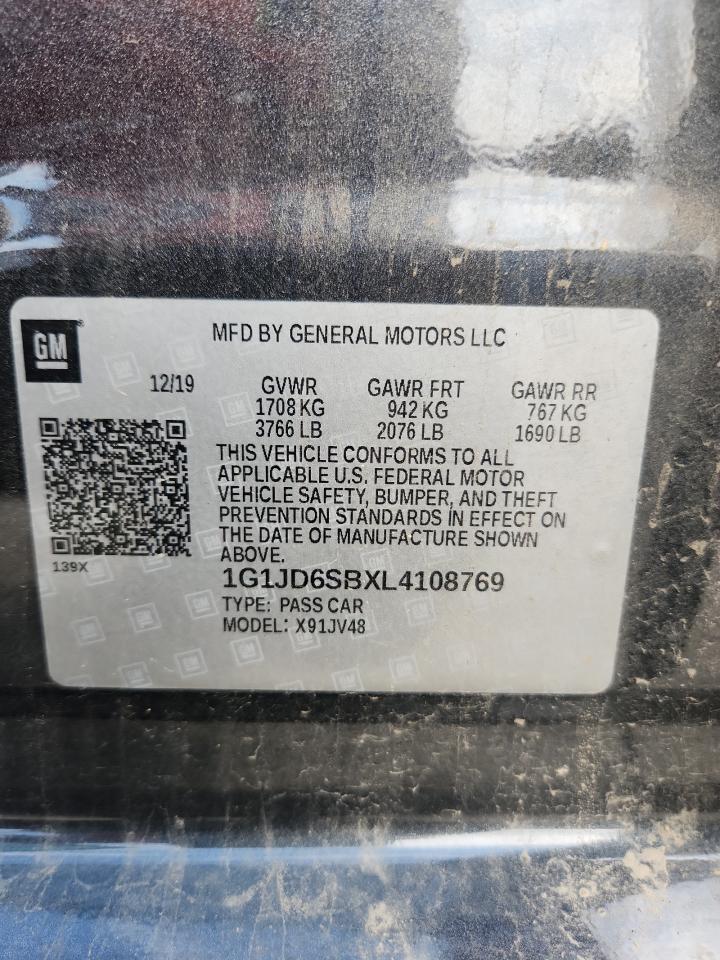 GM
MFD BY GENERAL MOTORS LLC
12/19
GVWR GAWR FRT GAWR RR
1708 KG 942 KG 767 KG
3766 LB 2076 LB 1690 LB
THIS VEHICLE CONFORMS TO ALL
APPLICABLE U.S. FEDERAL MOTOR
VEHICLE SAFETY, BUMPER, AND THEFT
PREVENTION STANDARDS IN EFFECT ON
THE DATE OF MANUFACTURE SHOWN
ABOVE.
139X
1G1JD6SBXL4108769
TYPE: PASS CAR
MODEL: X91JV48